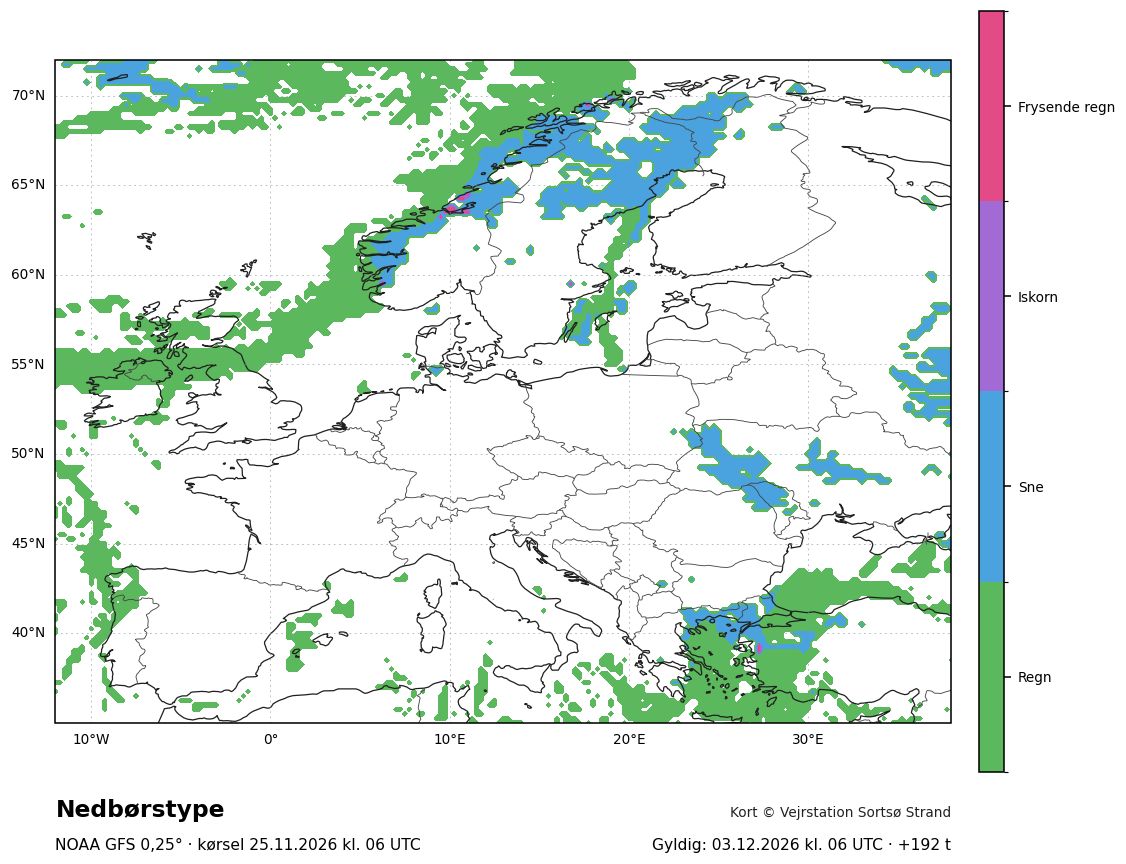 70°N
65°N
60°N
55°N
50°N
45°N
40°N
10°W
0°
10°E
20°E
30°E
Frysende regn
Iskorn
Sne
Regn
Nedbørstype
Kort © Vejrstation Sortsø Strand
NOAA GFS 0,25° · kørsel 25.11.2026 kl. 06 UTC
Gyldig: 03.12.2026 kl. 06 UTC · +192 t